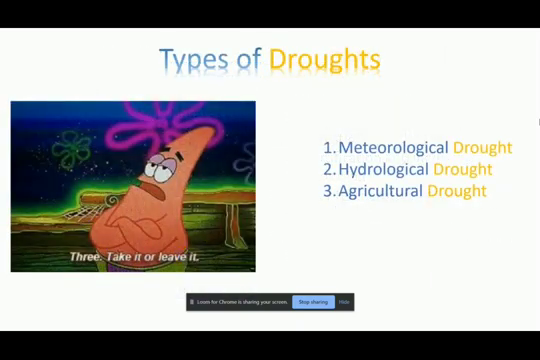 Types of Droughts
1. Meteorological Drought
2. Hydrological Drought
3. Agricultural Drought
Three. Take it or leave it.
Loom for Chrome is sharing your screen. Stop sharing Hide